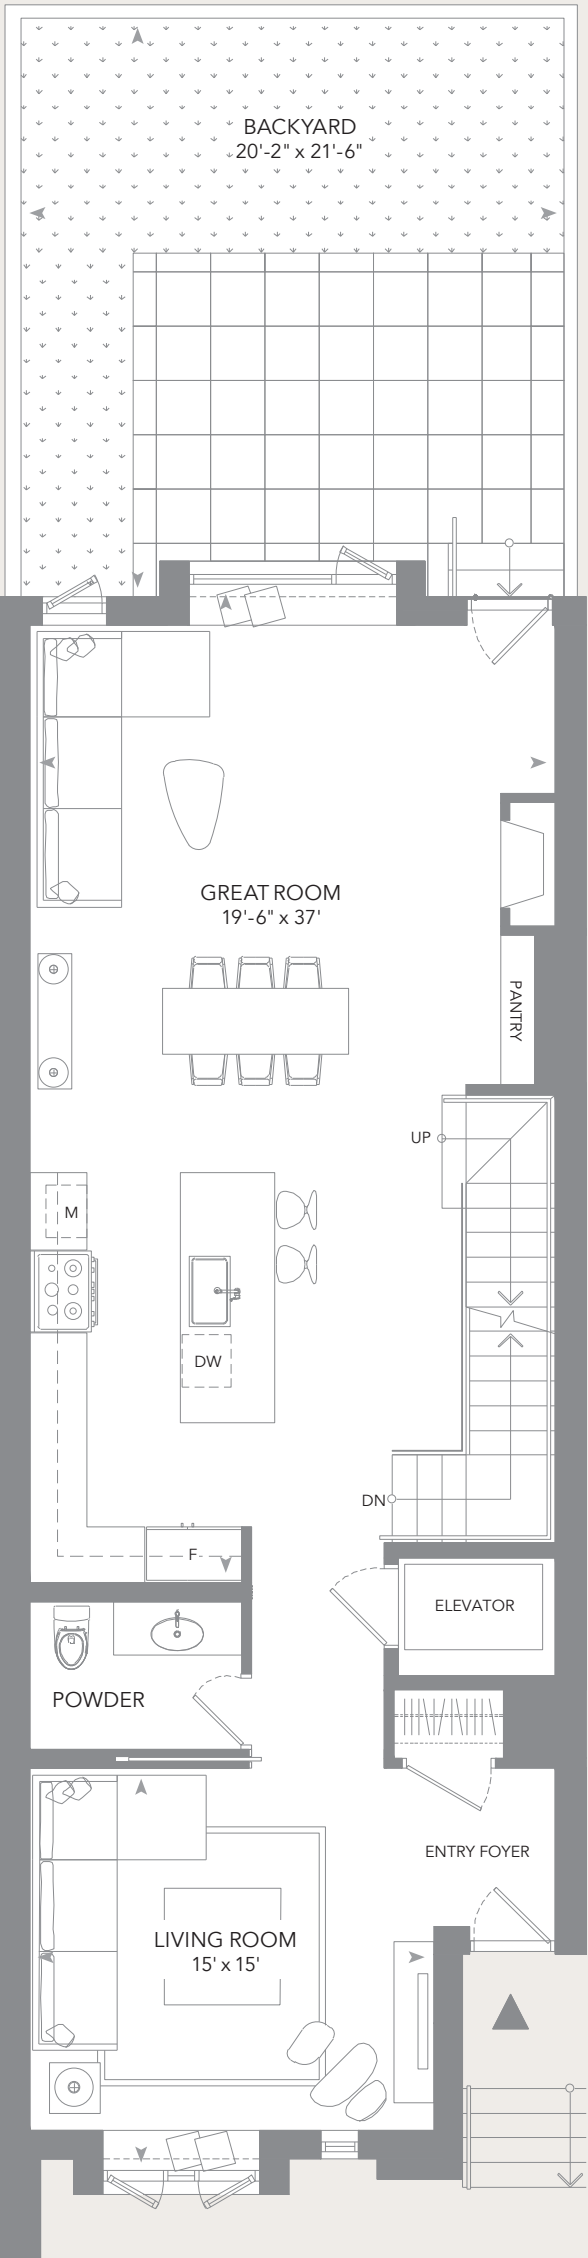 BACKYARD
20'-2" x 21'-6"
GREAT ROOM
19'-6" x 37'
PANTRY
UP
M
DW
DN
F
ELEVATOR
POWDER
ENTRY FOYER
LIVING ROOM
15' x 15'